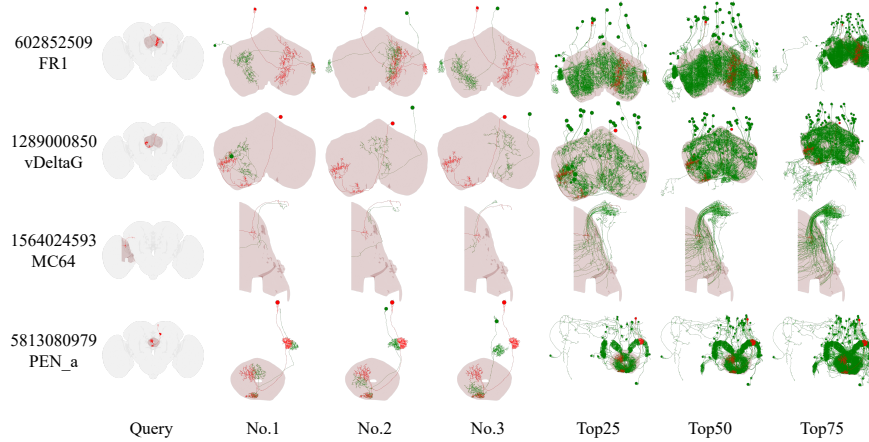 602852509
FR1
1289000850
vDeltaG
1564024593
MC64
5813080979
PEN_a
Query No.1 No.2 No.3 Top25 Top50 Top75